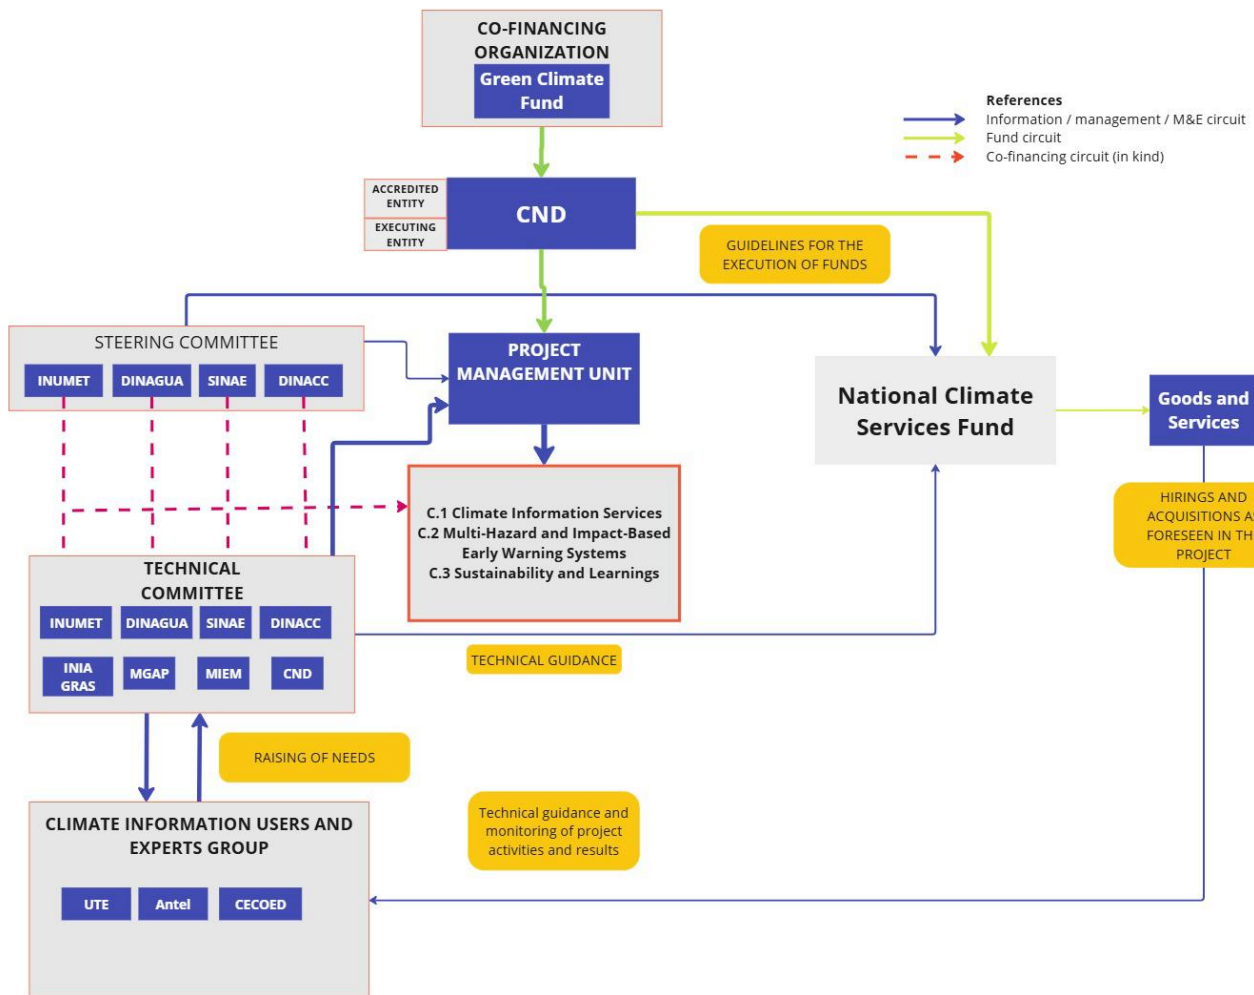 CO-FINANCING
ORGANIZATION
Green Climate
Fund
References
Information / management / M&E circuit
Fund circuit
Co-financing circuit (in kind)
ACCREDITED
ENTITY
EXECUTING
ENTITY
CND
GUIDELINES FOR THE
EXECUTION OF FUNDS
STEERING COMMITTEE
INUMET
DINAGUA
SINAE
DINACC
PROJECT
MANAGEMENT UNIT
National Climate
Services Fund
Goods and
Services
C.1 Climate Information Services
C.2 Multi-Hazard and Impact-Based
Early Warning Systems
C.3 Sustainability and Learnings
HIRINGS AND
ACQUISITIONS
FORESEEN IN
PROJECT
TECHNICAL
COMMITTEE
INUMET
DINAGUA
SINAE
DINACC
INIA
GRAS
MGAP
MIEM
CND
TECHNICAL GUIDANCE
RAISING OF NEEDS
Technical guidance and
monitoring of project
activities and results
CLIMATE INFORMATION USERS AND
EXPERTS GROUP
UTE
Antel
CECOED